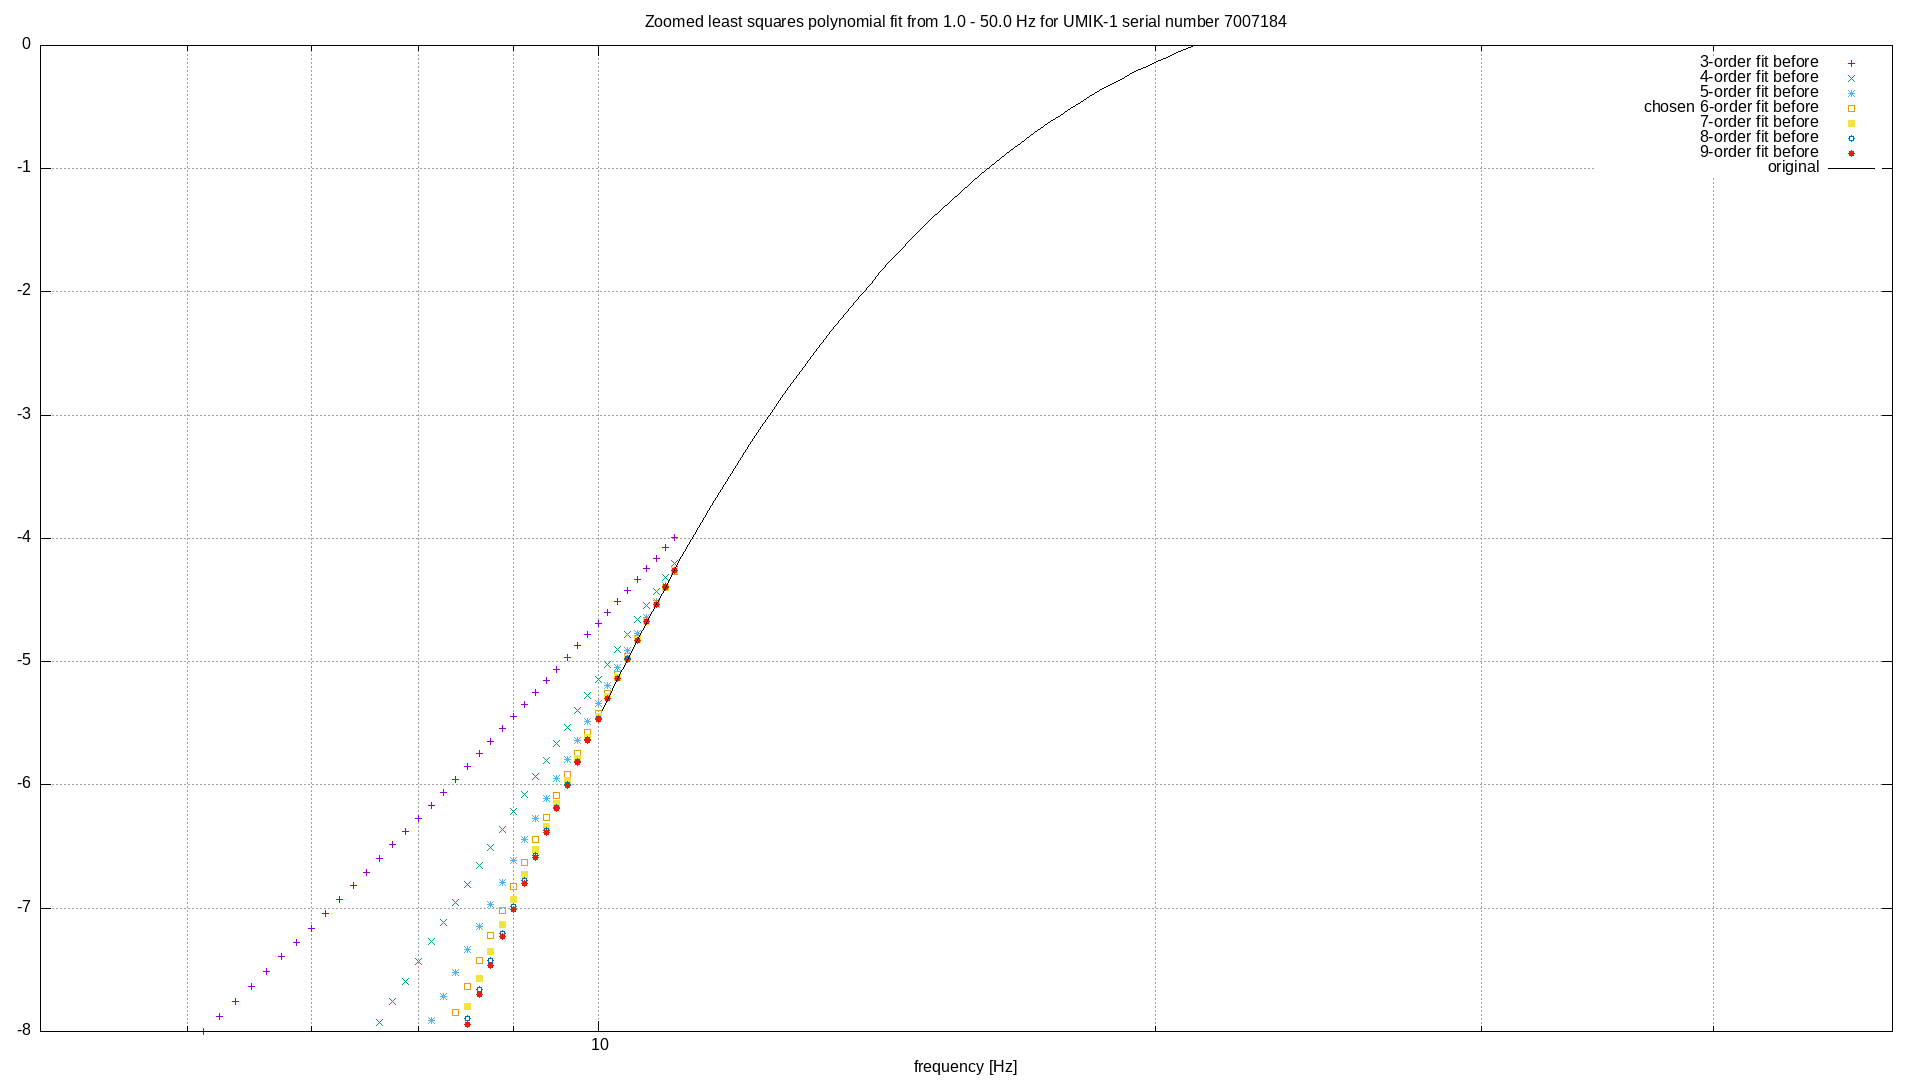 Zoomed least squares polynomial fit from 1.0 - 50.0 Hz for UMIK-1 serial number 7007184
0
-1
-2
-3
-4
-5
-6
-7
-8
3-order fit before
4-order fit before
5-order fit before
chosen 6-order fit before
7-order fit before
8-order fit before
9-order fit before
original
10
frequency [Hz]